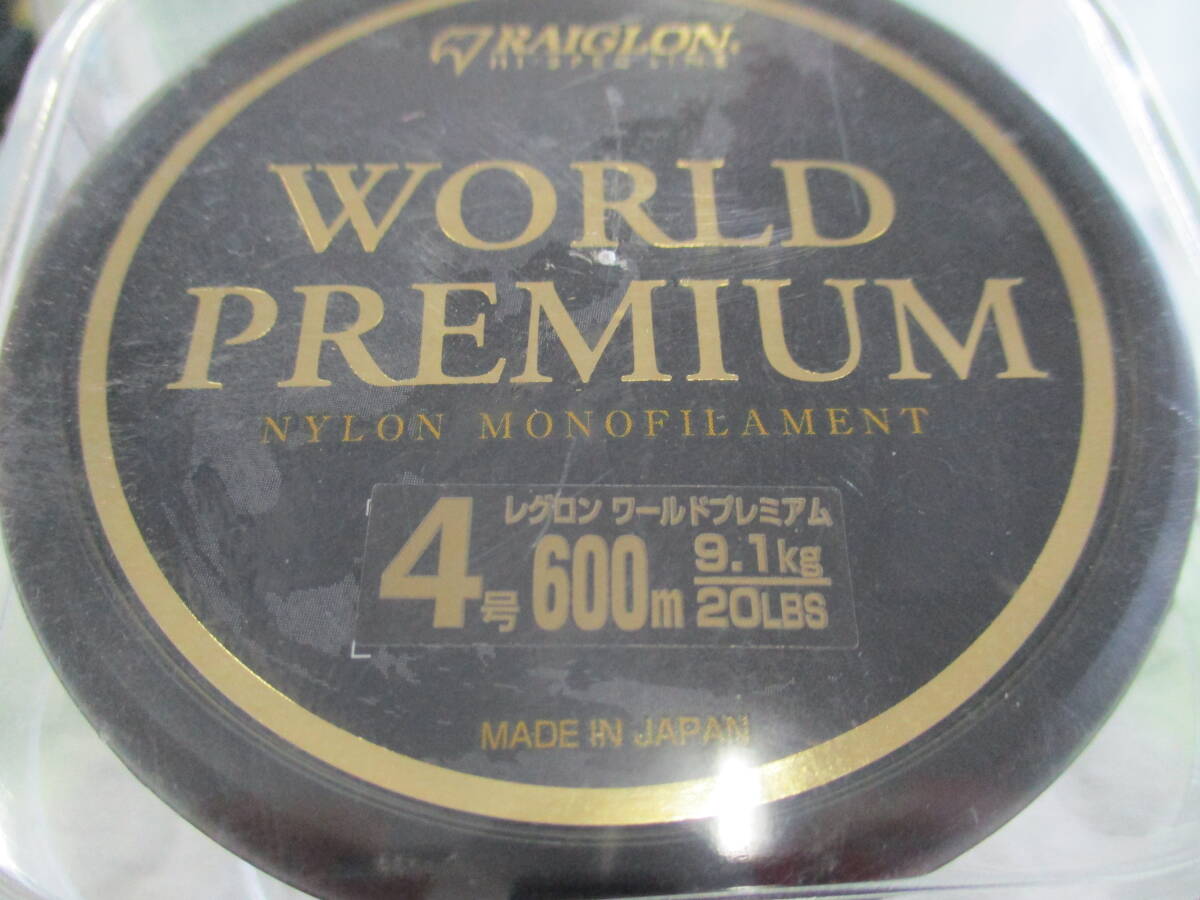 RAIGLON
HI-SPEC LINE
WORLD
PREMIUM
NYLON MONOFILAMENT
レグロン ワールドプレミアム
4号 600m 9.1kg
20LBS
MADE IN JAPAN